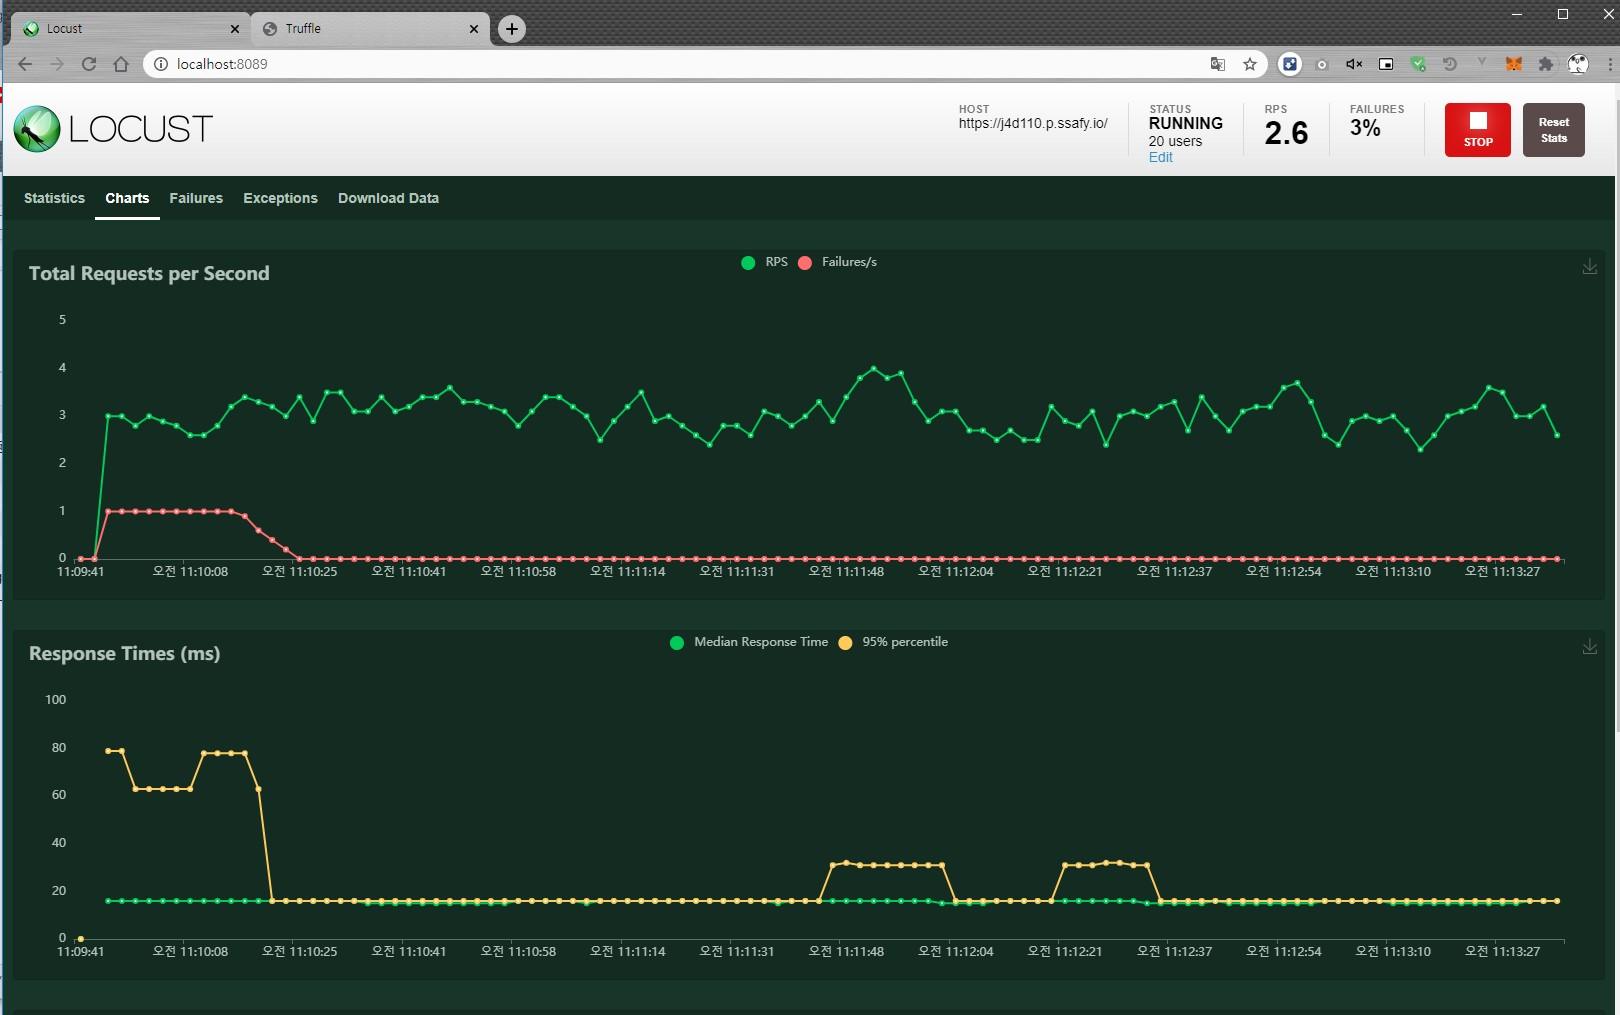 Locust
Truffle
localhost:8089
LOCUST
HOST
https://j4d110.p.ssafy.io/
STATUS
RUNNING
20 users
Edit
RPS
2.6
FAILURES
3%
STOP
Reset
Stats
Statistics Charts Failures Exceptions Download Data
Total Requests per Second
RPS Failures/s
5
4
3
2
1
0
11:09:41 오전 11:10:08 오전 11:10:25 오전 11:10:41 오전 11:10:58 오전 11:11:14 오전 11:11:31 오전 11:11:48 오전 11:12:04 오전 11:12:21 오전 11:12:37 오전 11:12:54 오전 11:13:10 오전 11:13:27
Response Times (ms)
Median Response Time 95% percentile
100
80
60
40
20
0
11:09:41 오전 11:10:08 오전 11:10:25 오전 11:10:41 오전 11:10:58 오전 11:11:14 오전 11:11:31 오전 11:11:48 오전 11:12:04 오전 11:12:21 오전 11:12:37 오전 11:12:54 오전 11:13:10 오전 11:13:27